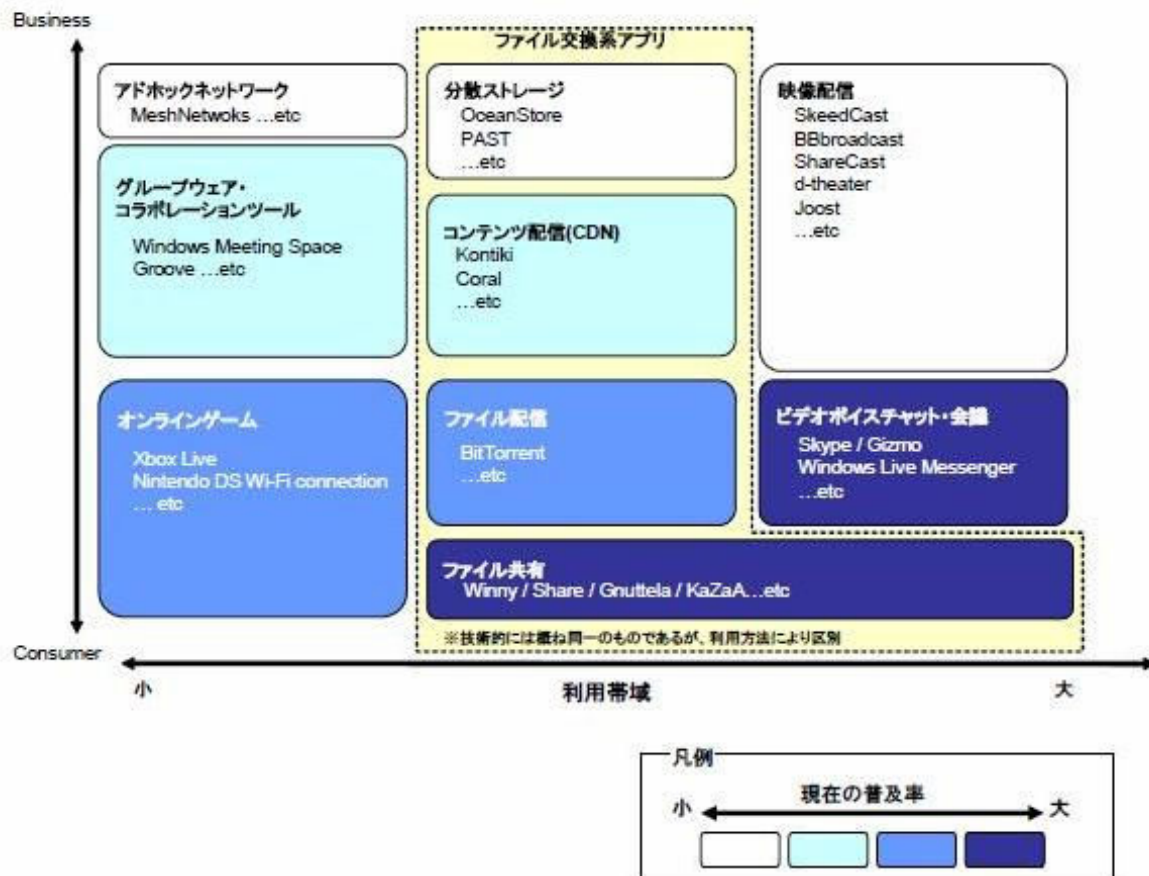 Business
ファイル交換系アプリ
アドホックネットワーク
MeshNetwoks …etc
グループウェア・
コラボレーションツール
Windows Meeting Space
Groove …etc
オンラインゲーム
Xbox Live
Nintendo DS Wi-Fi connection
… etc
分散ストレージ
OceanStore
PAST
…etc
コンテンツ配信(CDN)
Kontiki
Coral
…etc
ファイル配信
BitTorrent
…etc
映像配信
SkeedCast
BBbroadcast
ShareCast
d-theater
Joost
…etc
ビデオボイスチャット・会議
Skype / Gizmo
Windows Live Messenger
…etc
ファイル共有
Winny / Share / Gnuttela / KaZaA…etc
※技術的には概ね同一のものであるが、利用方法により区別
Consumer
小 利用帯域 大
凡例
小 現在の普及率 大